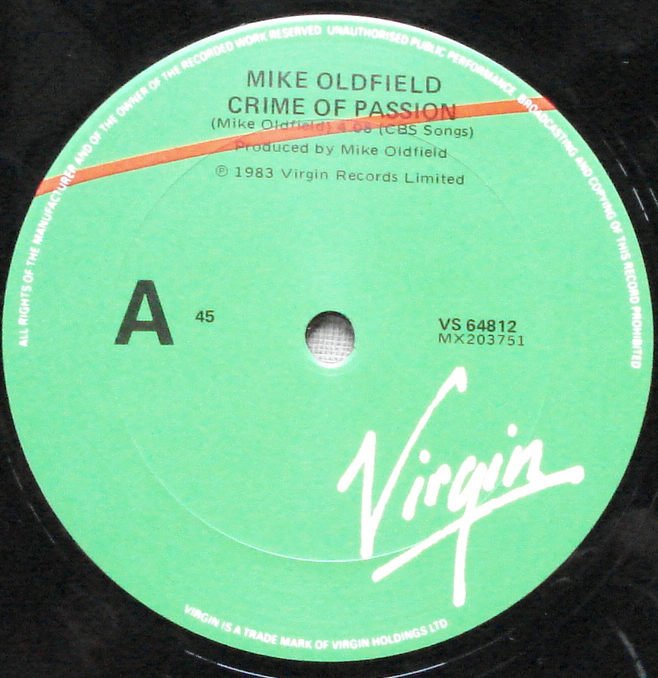 ALL RIGHTS OF THE MANUFACTURER AND OF THE OWNER OF THE RECORDED WORK RESERVED UNAUTHORISED PUBLIC PERFORMANCE BROADCASTING AND COPYING OF THIS RECORD PROHIBITED
MIKE OLDFIELD
CRIME OF PASSION
(Mike Oldfield) 4.08 (CBS Songs)
Produced by Mike Oldfield
℗ 1983 Virgin Records Limited
A
45
VS 64812
MX203751
Virgin
VIRGIN IS A TRADE MARK OF VIRGIN HOLDINGS LTD